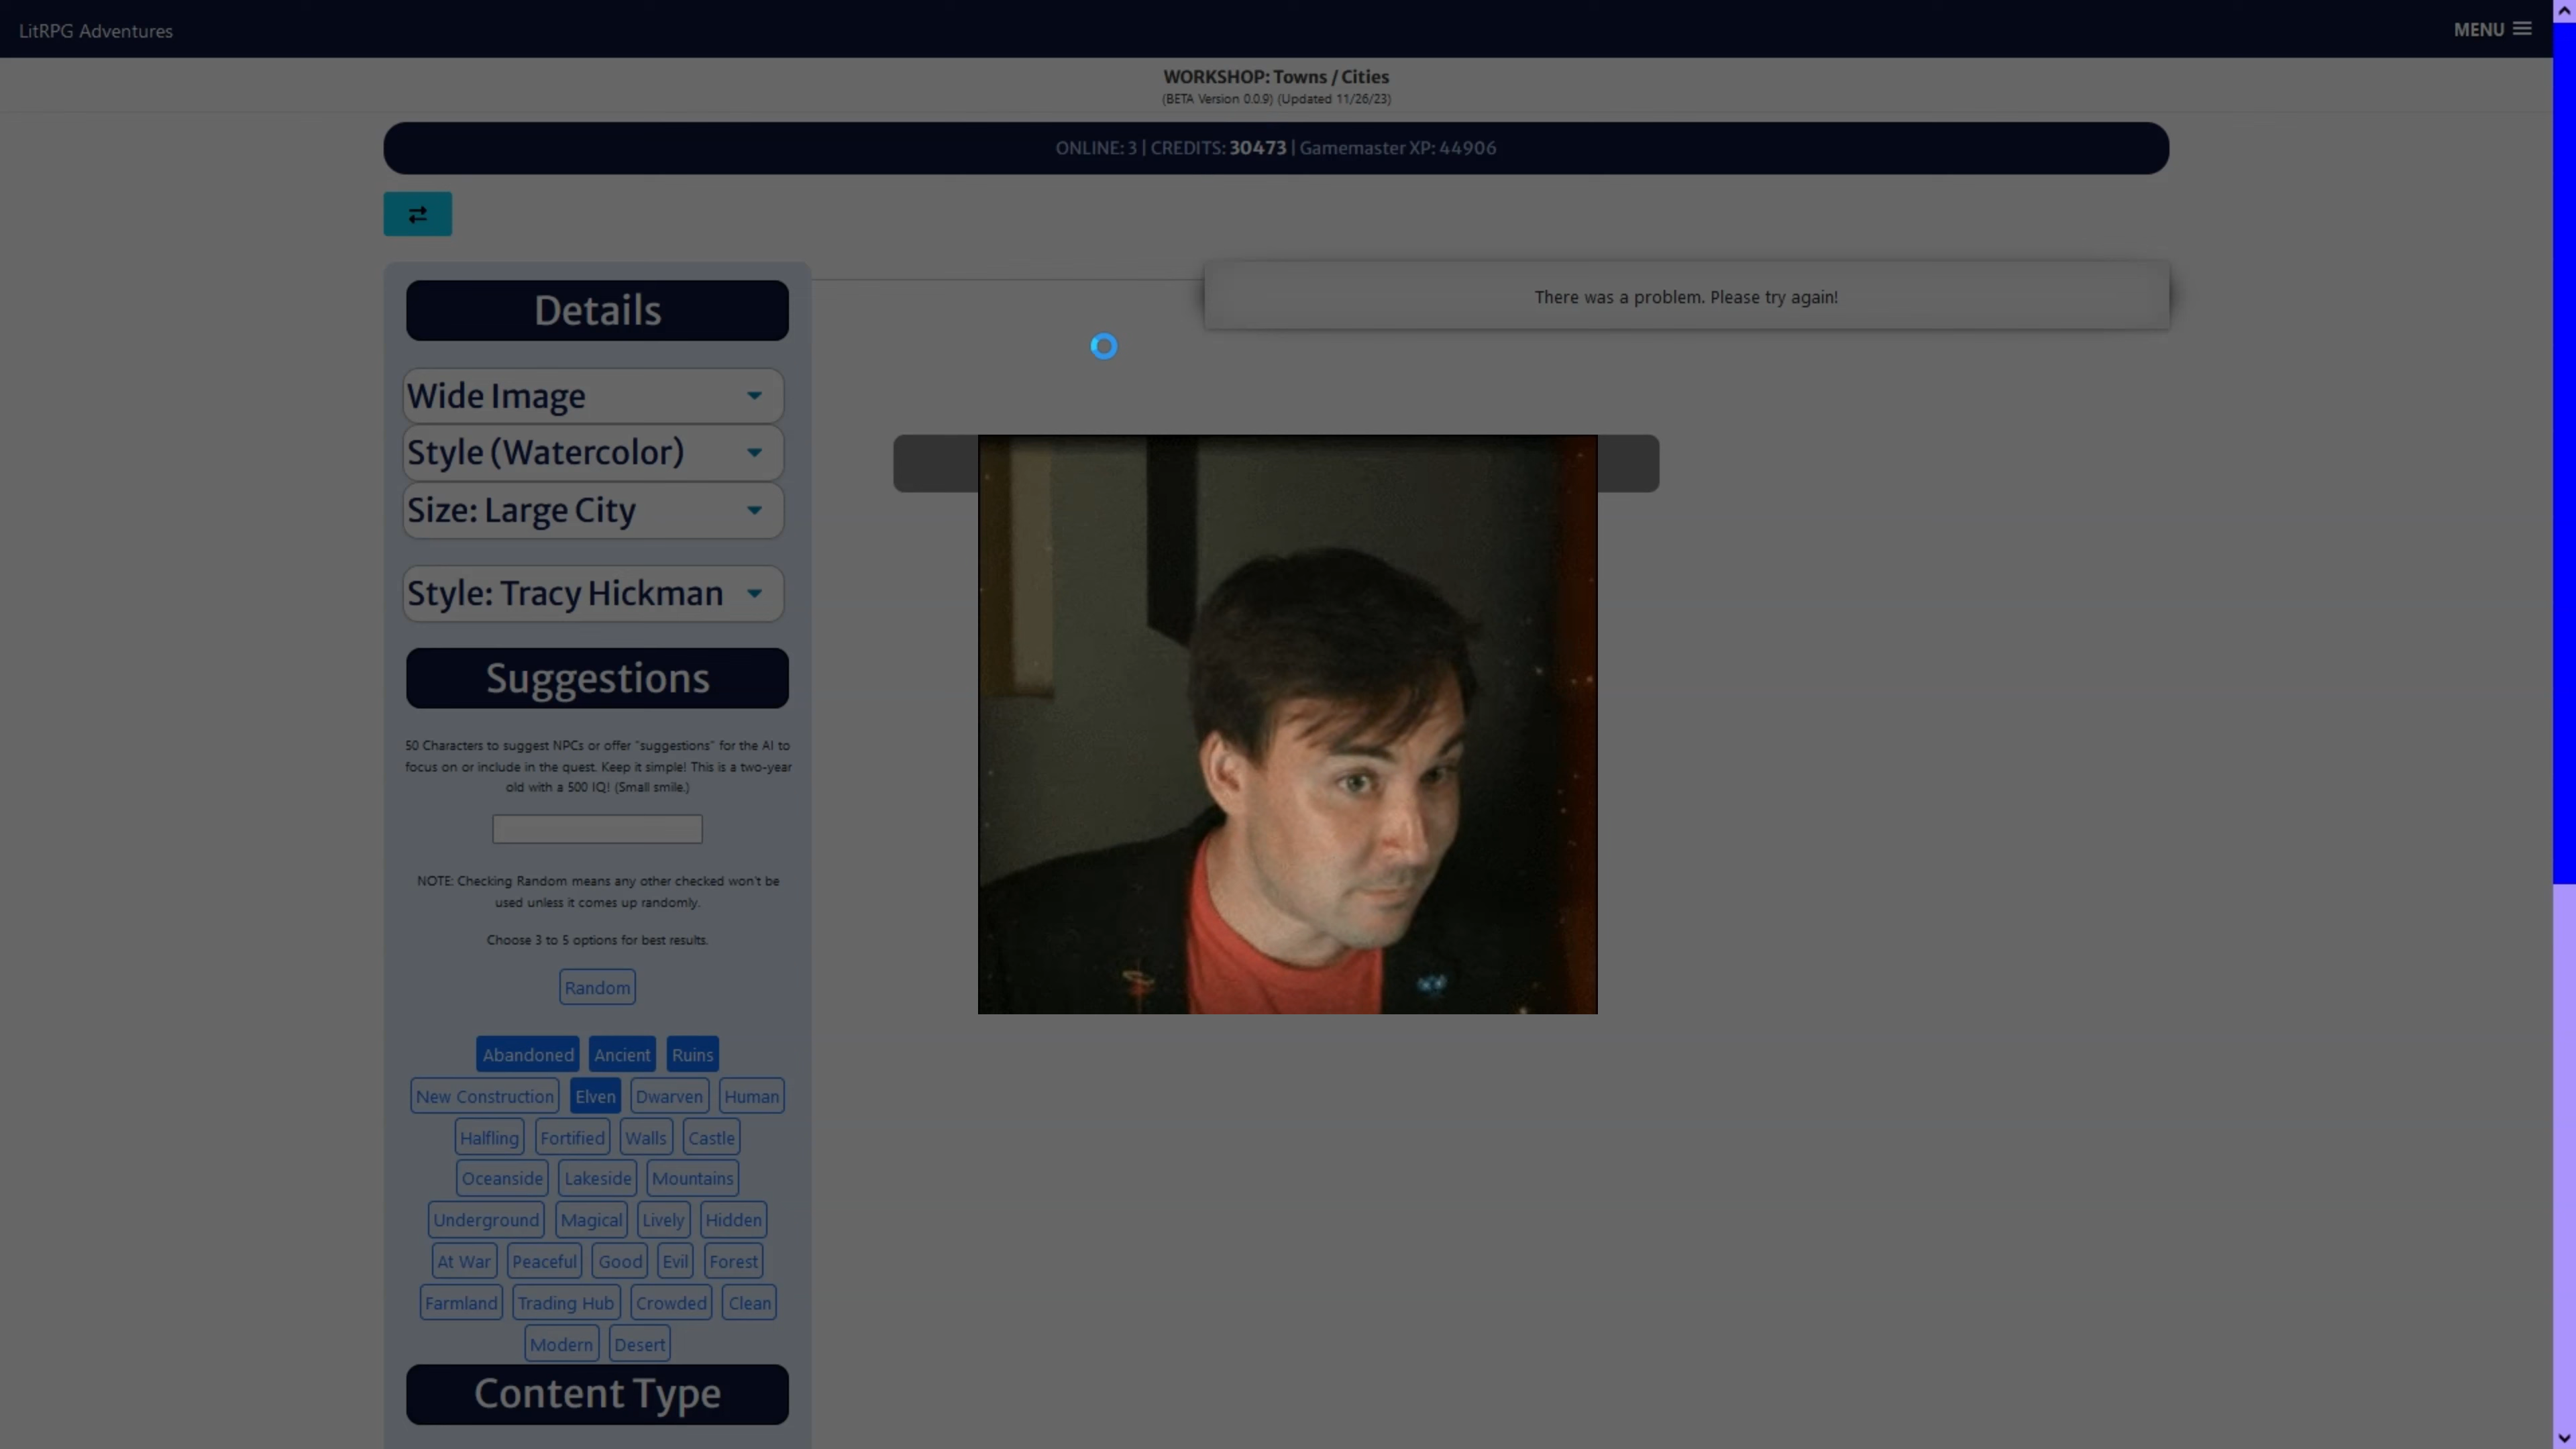 LitRPG Adventures
MENU
WORKSHOP: Towns / Cities
(BETA Version 0.0.9) (Updated 11/26/23)
ONLINE: 3 | CREDITS: 30473 | Gamemaster XP: 44906
There was a problem. Please try again!
Details
Wide Image
Style (Watercolor)
Size: Large City
Style: Tracy Hickman
Suggestions
50 Characters to suggest NPCs or offer "suggestions" for the AI to
focus on or include in the quest. Keep it simple! This is a two-year
old with a 500 IQ! (Small smile.)
NOTE: Checking Random means any other checked won't be
used unless it comes up randomly.
Choose 3 to 5 options for best results.
Random
Abandoned Ancient Ruins
New Construction Elven Dwarven Human
Halfling Fortified Walls Castle
Oceanside Lakeside Mountains
Underground Magical Lively Hidden
At War Peaceful Good Evil Forest
Farmland Trading Hub Crowded Clean
Modern Desert
Content Type